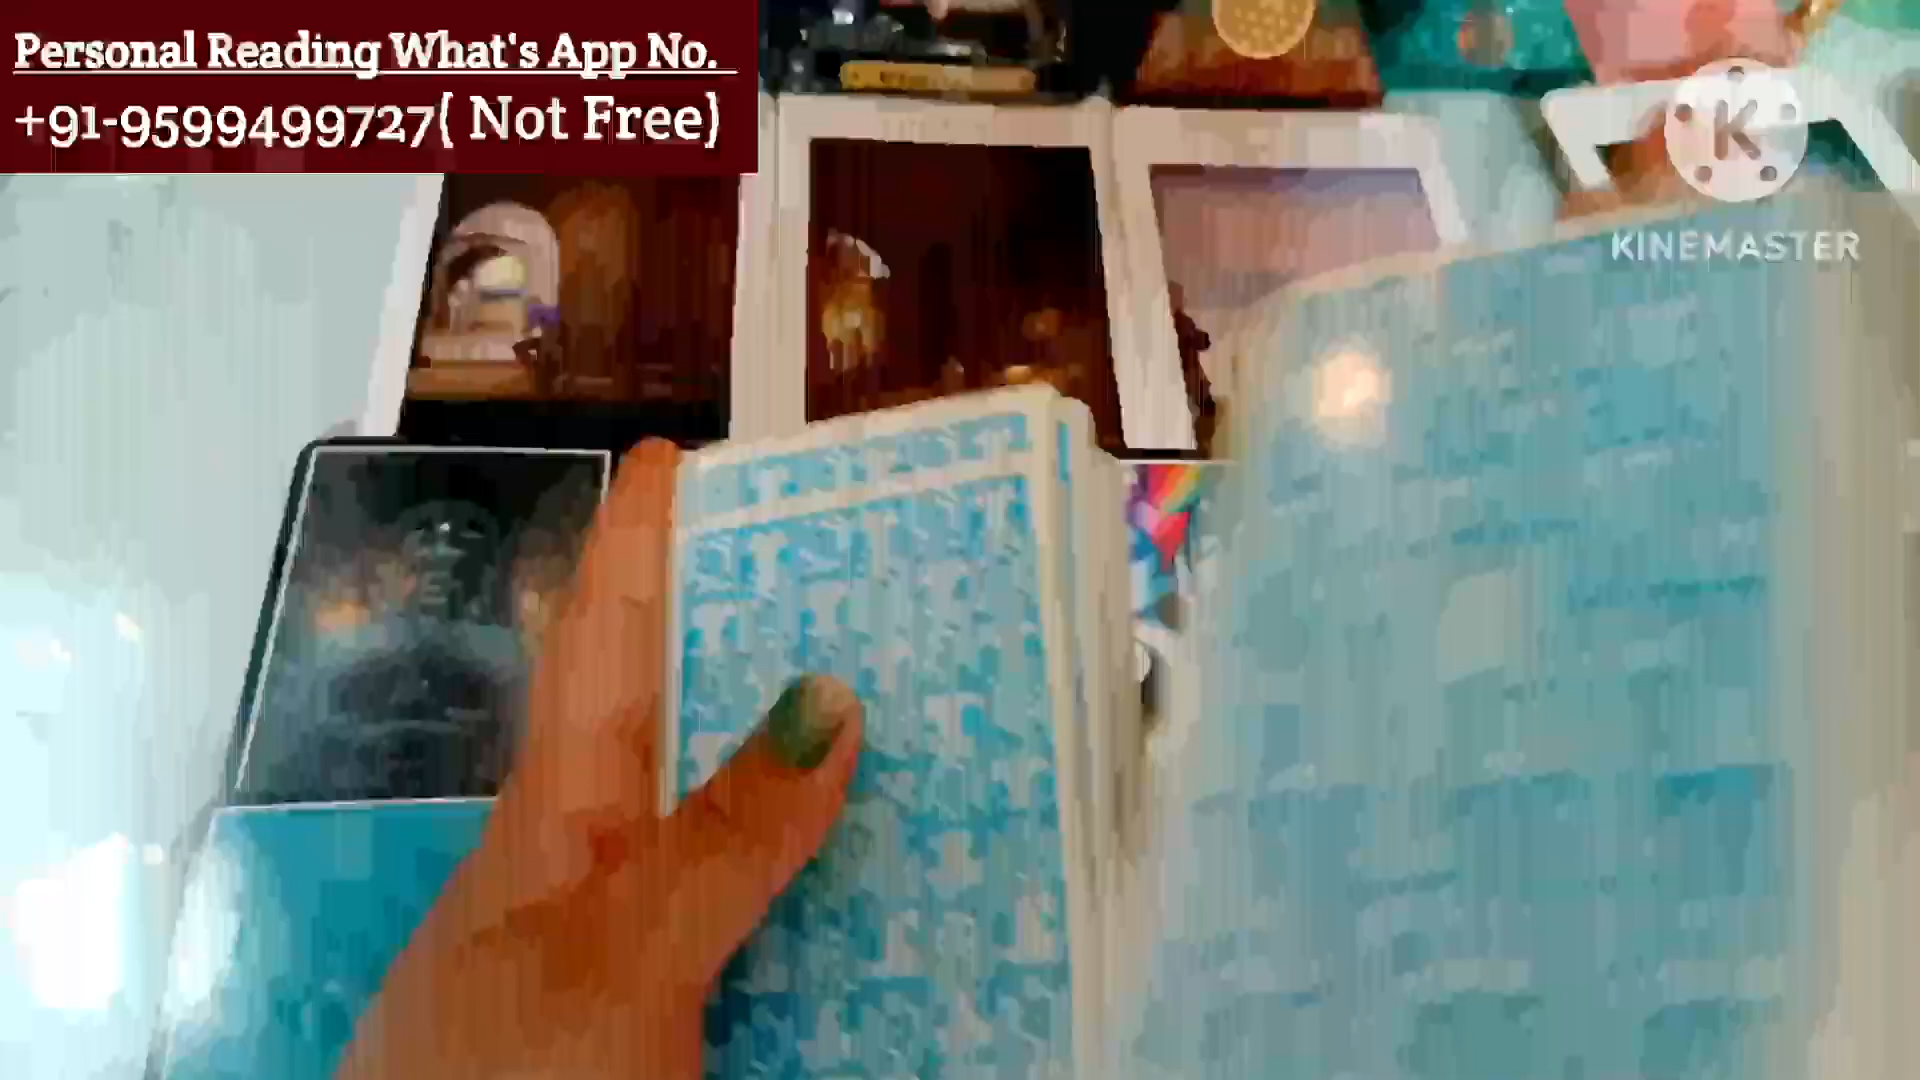 Personal Reading What's App No.
+91-9599499727( Not Free)
K
KINEMASTER